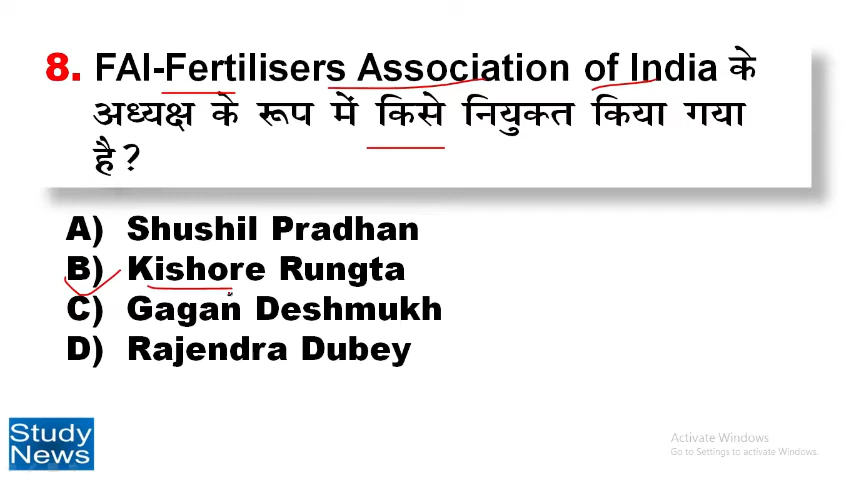 8. FAI-Fertilisers Association of India के
अध्यक्ष के रूप में किसे नियुक्त किया गया
है?
A) Shushil Pradhan
B) Kishore Rungta
C) Gagan Deshmukh
D) Rajendra Dubey
Study
News
Activate Windows
Go to Settings to activate Windows.